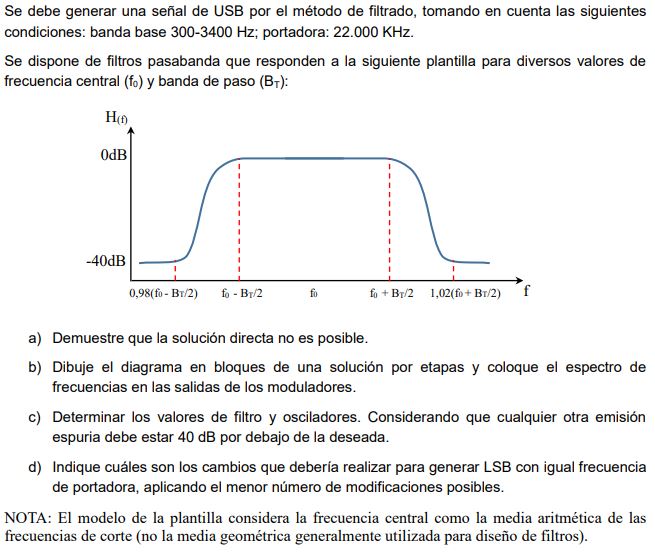 Se debe generar una señal de USB por el método de filtrado, tomando en cuenta las siguientes
condiciones: banda base 300-3400 Hz; portadora: 22.000 KHz.
Se dispone de filtros pasabanda que responden a la siguiente plantilla para diversos valores de
frecuencia central (f₀) y banda de paso (B_T):
H(f)
0dB
-40dB
0,98(f₀ - B_T/2) f₀ - B_T/2 f₀ f₀ + B_T/2 1,02(f₀ + B_T/2) f
a) Demuestre que la solución directa no es posible.
b) Dibuje el diagrama en bloques de una solución por etapas y coloque el espectro de
frecuencias en las salidas de los moduladores.
c) Determinar los valores de filtro y osciladores. Considerando que cualquier otra emisión
espuria debe estar 40 dB por debajo de la deseada.
d) Indique cuáles son los cambios que debería realizar para generar LSB con igual frecuencia
de portadora, aplicando el menor número de modificaciones posibles.
NOTA: El modelo de la plantilla considera la frecuencia central como la media aritmética de las
frecuencias de corte (no la media geométrica generalmente utilizada para diseño de filtros).